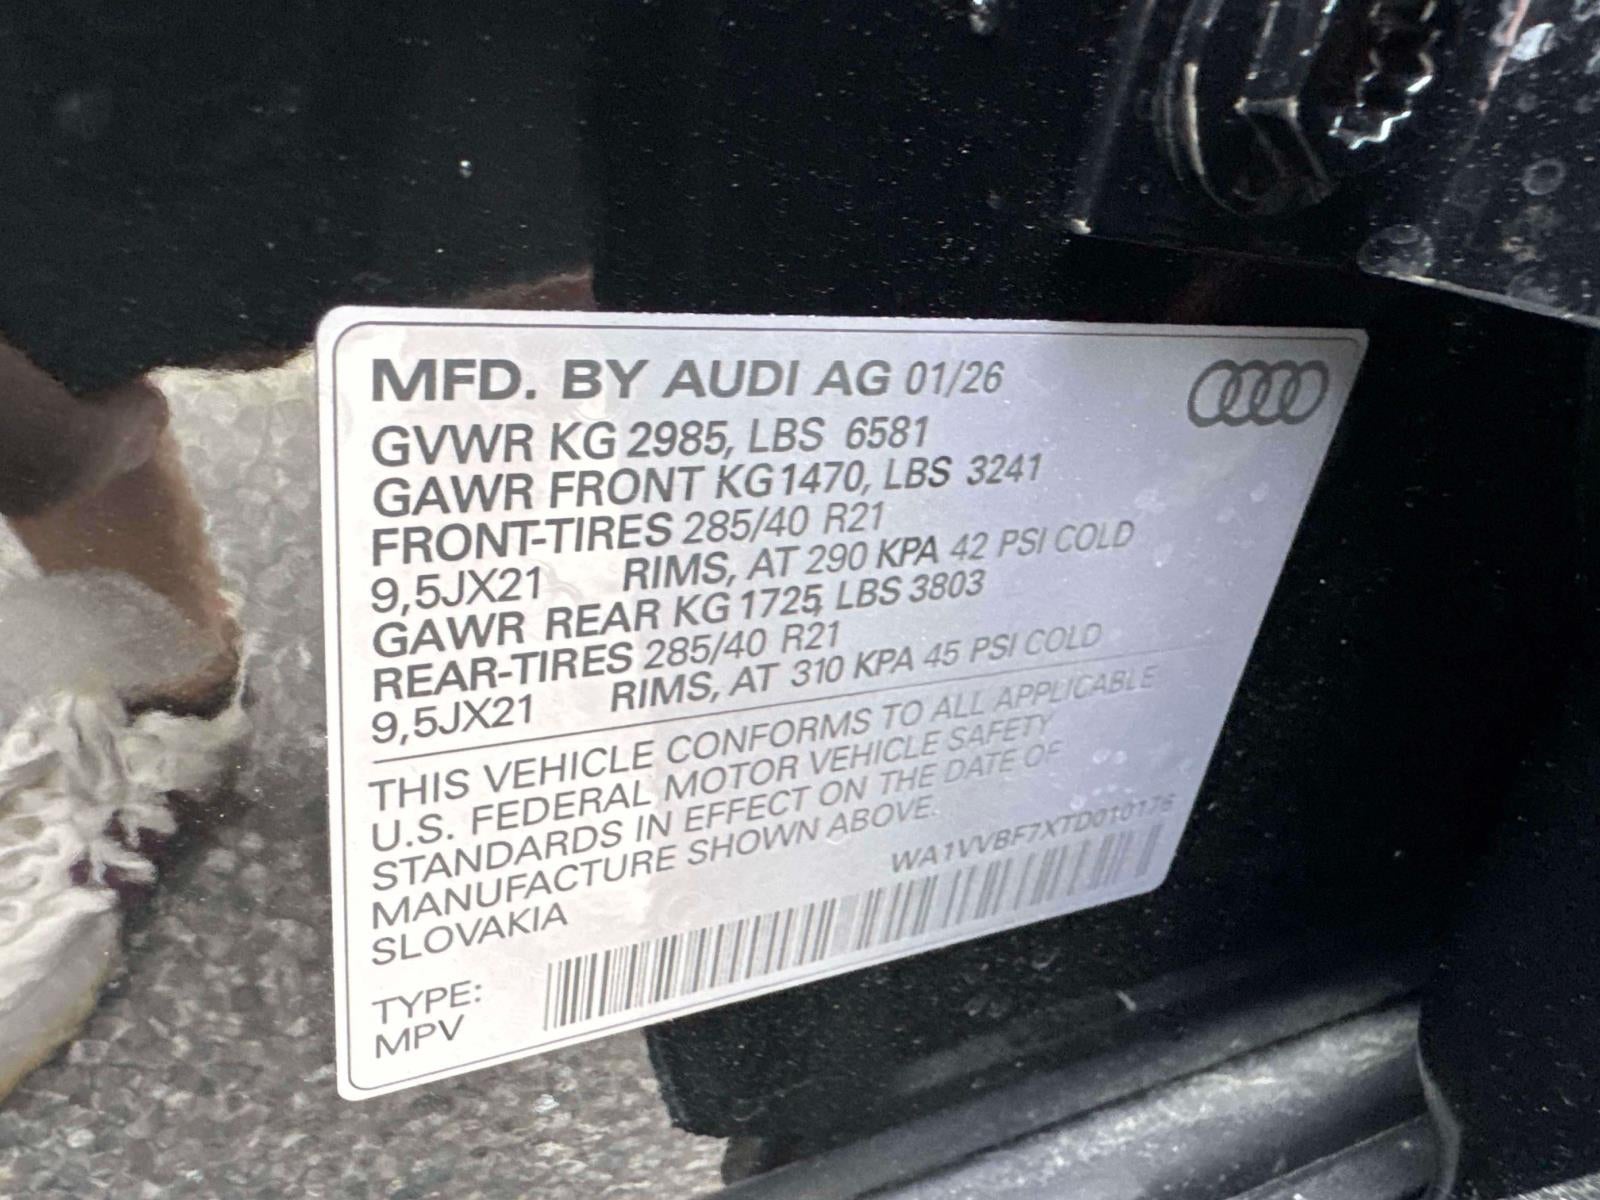 MFD. BY AUDI AG 01/26
GVWR KG 2985, LBS 6581
GAWR FRONT KG 1470, LBS 3241
FRONT-TIRES 285/40 R21
9,5JX21 RIMS, AT 290 KPA 42 PSI COLD
GAWR REAR KG 1725, LBS 3803
REAR-TIRES 285/40 R21
9,5JX21 RIMS, AT 310 KPA 45 PSI COLD
THIS VEHICLE CONFORMS TO ALL APPLICABLE
U.S. FEDERAL MOTOR VEHICLE SAFETY
STANDARDS IN EFFECT ON THE DATE OF
MANUFACTURE SHOWN ABOVE.
SLOVAKIA
WA1VVBF7XTD010176
TYPE:
MPV